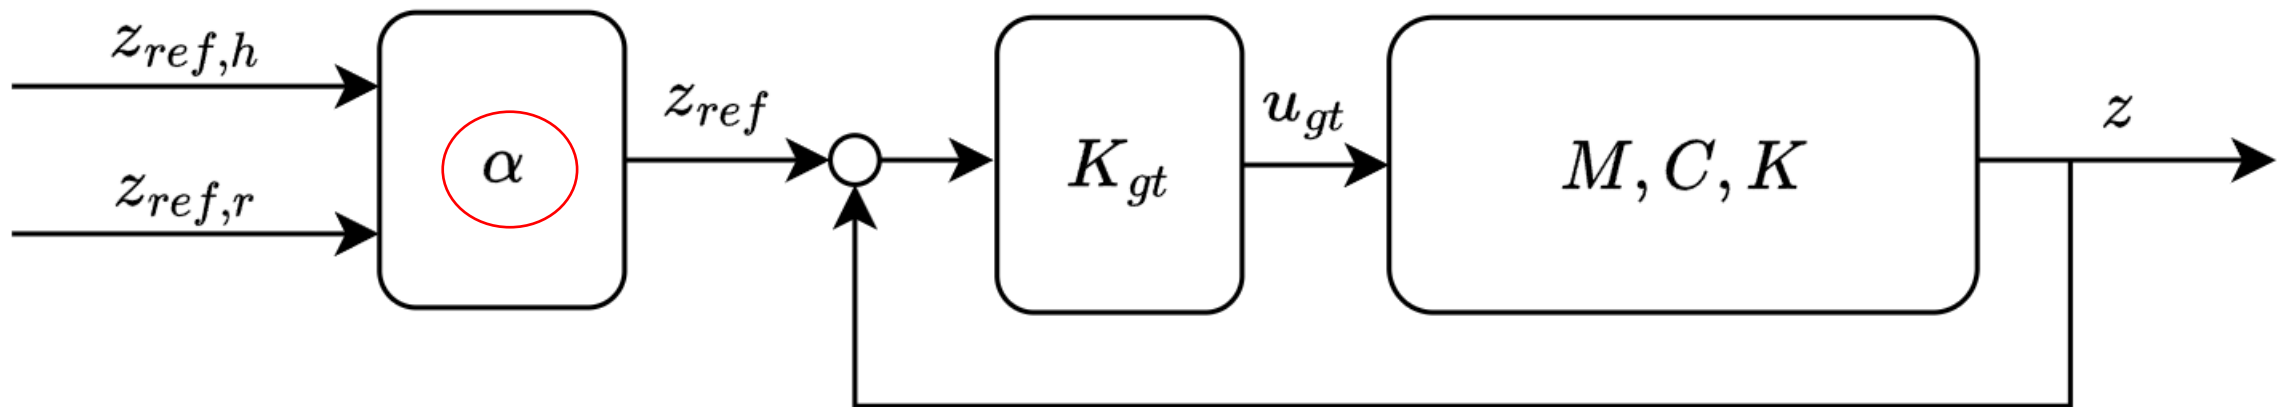 z_{ref,h}
z_{ref,r}
α
z_{ref}
K_{gt}
u_{gt}
M, C, K
z